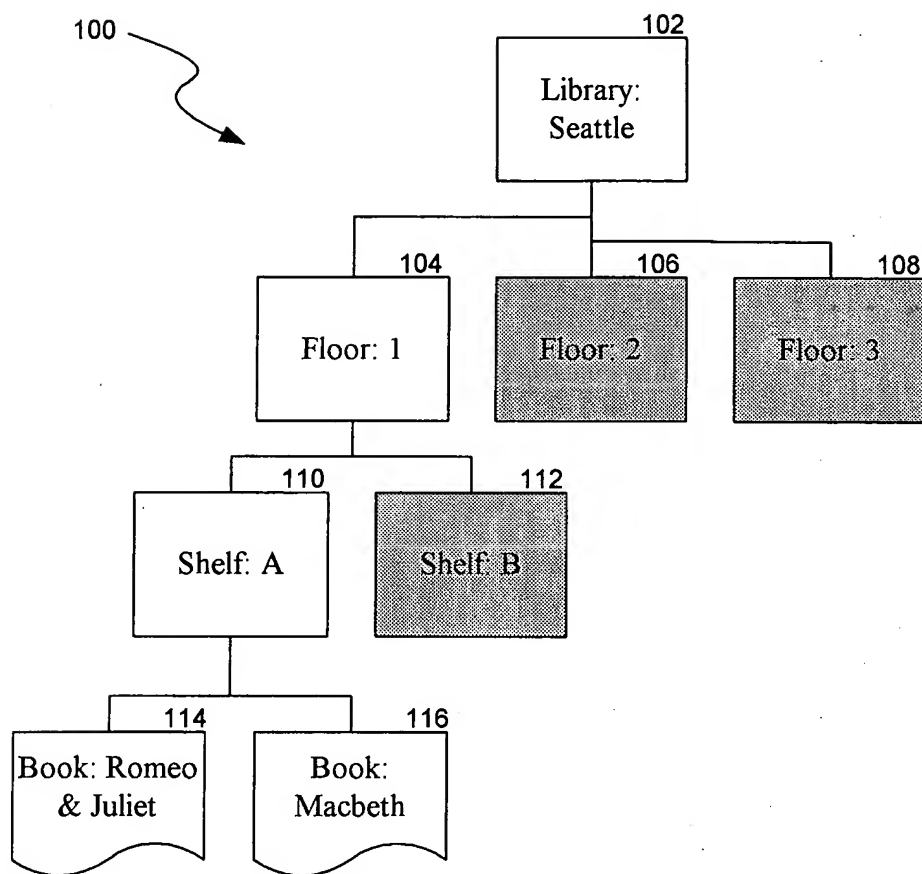 100
102
Library:
Seattle
104
106
108
Floor: 1
Floor: 2
Floor: 3
110
112
Shelf: A
Shelf: B
114
116
Book: Romeo
& Juliet
Book:
Macbeth